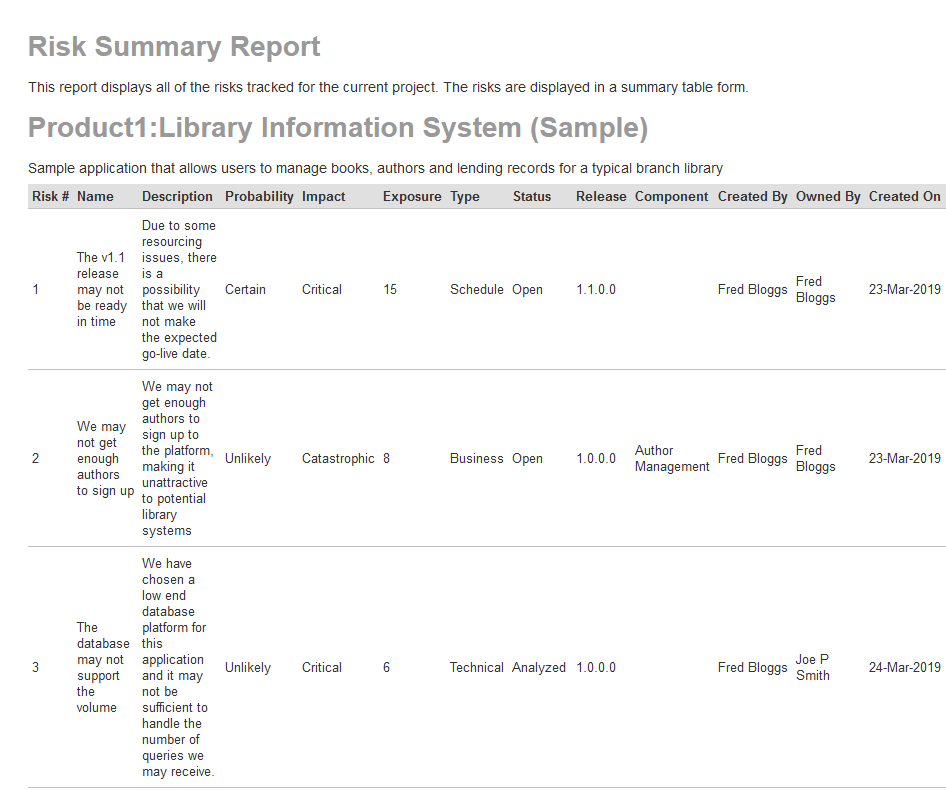 Risk Summary Report
This report displays all of the risks tracked for the current project. The risks are displayed in a summary table form.
Product1:Library Information System (Sample)
Sample application that allows users to manage books, authors and lending records for a typical branch library
Risk # Name Description Probability Impact Exposure Type Status Release Component Created By Owned By Created On
1
The v1.1
release
may not
be ready
in time
Due to some
resourcing
issues, there
is a
possibility
that we will
not make
the expected
go-live date.
Certain
Critical
15
Schedule
Open
1.1.0.0
Fred Bloggs
Fred
Bloggs
23-Mar-2019
2
We may
not get
enough
authors
to sign up
We may not
get enough
authors to
sign up to
the platform,
making it
unattractive
to potential
library
systems
Unlikely
Catastrophic
8
Business
Open
1.0.0.0
Author
Management
Fred Bloggs
Fred
Bloggs
23-Mar-2019
3
The
database
may not
support
the
volume
We have
chosen a
low end
database
platform for
this
application
and it may
not be
sufficient to
handle the
number of
queries we
may receive.
Unlikely
Critical
6
Technical
Analyzed
1.0.0.0
Fred Bloggs
Joe P
Smith
24-Mar-2019